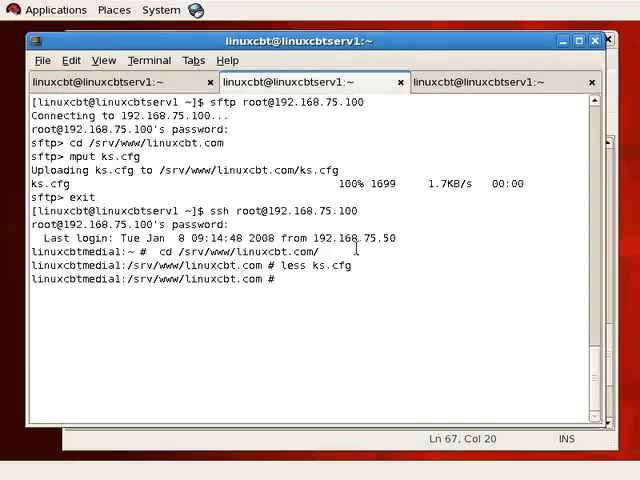 Applications Places System
linuxcbt@linuxcbtserv1:~
File Edit View Terminal Tabs Help
linuxcbt@linuxcbtserv1:~ linuxcbt@linuxcbtserv1:~ linuxcbt@linuxcbtserv1:~
[linuxcbt@linuxcbtserv1 ~]$ sftp root@192.168.75.100
Connecting to 192.168.75.100...
root@192.168.75.100's password:
sftp> cd /srv/www/linuxcbt.com
sftp> mput ks.cfg
Uploading ks.cfg to /srv/www/linuxcbt.com/ks.cfg
ks.cfg 100% 1699 1.7KB/s 00:00
sftp> exit
[linuxcbt@linuxcbtserv1 ~]$ ssh root@192.168.75.100
root@192.168.75.100's password:
Last login: Tue Jan 8 09:14:48 2008 from 192.168.75.50
linuxcbtmedia1:~ # cd /srv/www/linuxcbt.com/
linuxcbtmedia1:/srv/www/linuxcbt.com # less ks.cfg
linuxcbtmedia1:/srv/www/linuxcbt.com #
Ln 67, Col 20 INS